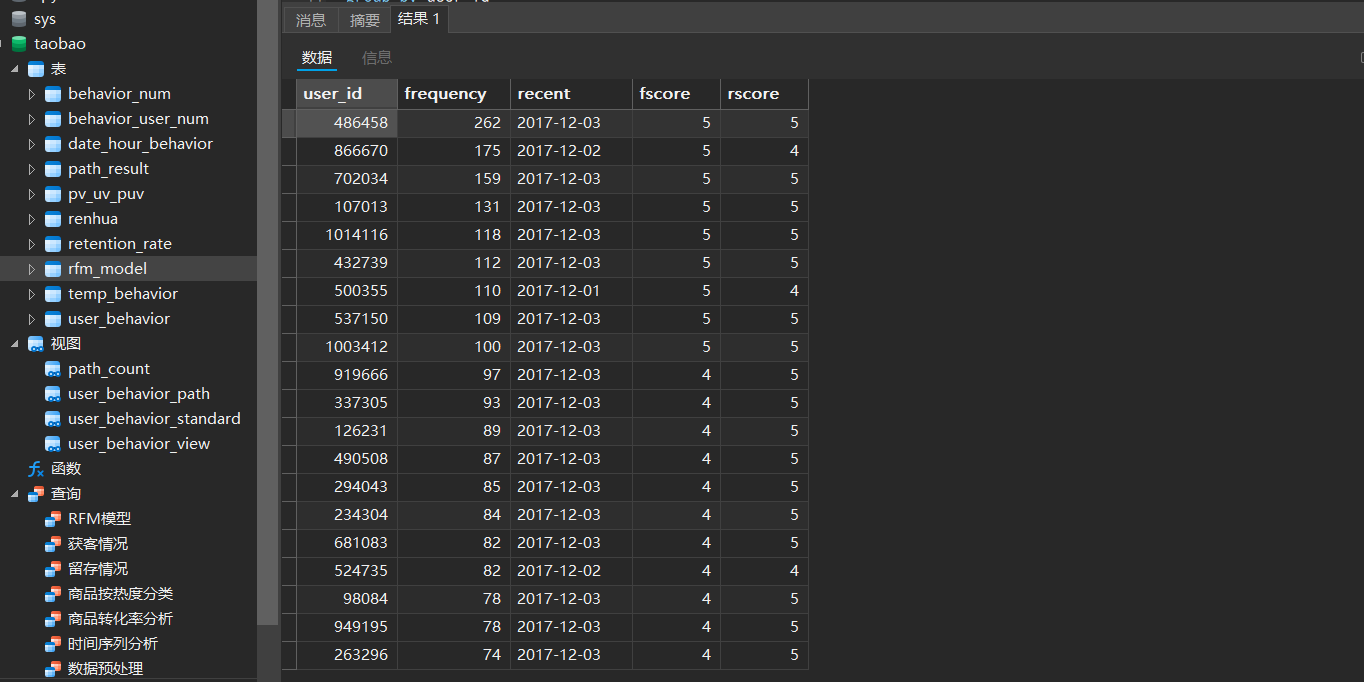 sys
taobao
表
behavior_num
behavior_user_num
date_hour_behavior
path_result
pv_uv_puv
renhua
retention_rate
rfm_model
temp_behavior
user_behavior
视图
path_count
user_behavior_path
user_behavior_standard
user_behavior_view
fx 函数
查询
RFM模型
获客情况
留存情况
商品按热度分类
商品转化率分析
时间序列分析
数据预处理
消息 摘要 结果 1
数据 信息
user_id frequency recent fscore rscore
486458 262 2017-12-03 5 5
866670 175 2017-12-02 5 4
702034 159 2017-12-03 5 5
107013 131 2017-12-03 5 5
1014116 118 2017-12-03 5 5
432739 112 2017-12-03 5 5
500355 110 2017-12-01 5 4
537150 109 2017-12-03 5 5
1003412 100 2017-12-03 5 5
919666 97 2017-12-03 4 5
337305 93 2017-12-03 4 5
126231 89 2017-12-03 4 5
490508 87 2017-12-03 4 5
294043 85 2017-12-03 4 5
234304 84 2017-12-03 4 5
681083 82 2017-12-03 4 5
524735 82 2017-12-02 4 4
98084 78 2017-12-03 4 5
949195 78 2017-12-03 4 5
263296 74 2017-12-03 4 5